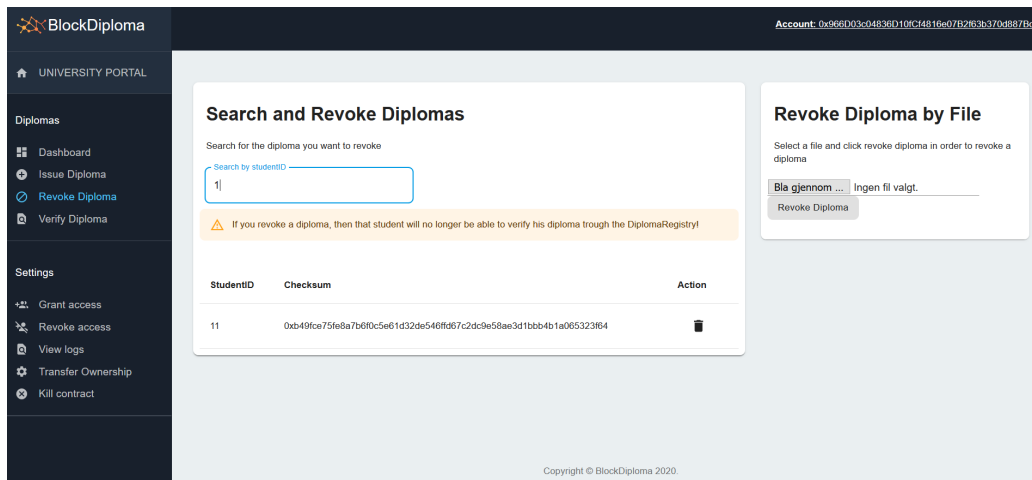 BlockDiploma
Account: 0x966D03c04836D10fCf4816e07B2f63b370d887Bc
UNIVERSITY PORTAL
Diplomas
Dashboard
Issue Diploma
Revoke Diploma
Verify Diploma
Settings
Grant access
Revoke access
View logs
Transfer Ownership
Kill contract
Search and Revoke Diplomas
Search for the diploma you want to revoke
Search by studentID
1
If you revoke a diploma, then that student will no longer be able to verify his diploma trough the DiplomaRegistry!
StudentID Checksum Action
11 0xb49fce75fe8a7b6f0c5e61d32de546ffd67c2dc9e58ae3d1bbb4b1a065323f64
Revoke Diploma by File
Select a file and click revoke diploma in order to revoke a
diploma
Bla gjennom ... Ingen fil valgt.
Revoke Diploma
Copyright © BlockDiploma 2020.